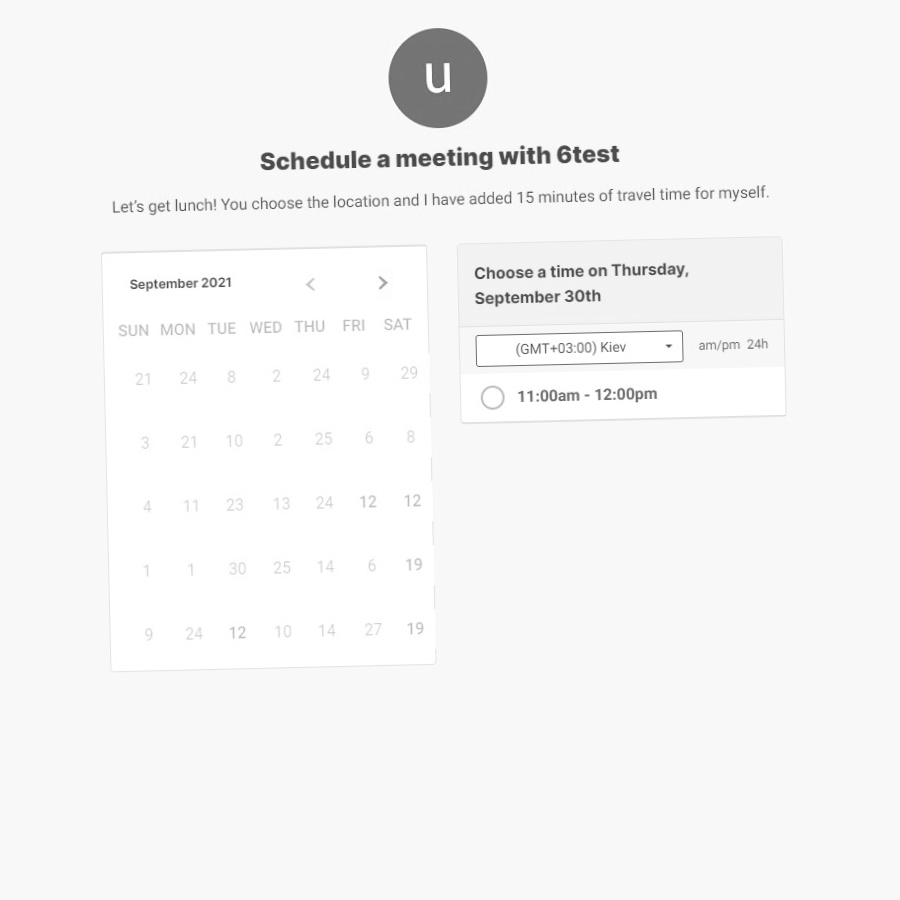 u
Schedule a meeting with 6test
Let's get lunch! You choose the location and I have added 15 minutes of travel time for myself.
September 2021
SUN MON TUE WED THU FRI SAT
21 24 8 2 24 9 29
3 21 10 2 25 6 8
4 11 23 13 24 12 12
1 1 30 25 14 6 19
9 24 12 10 14 27 19
Choose a time on Thursday,
September 30th
(GMT+03:00) Kiev
am/pm 24h
11:00am - 12:00pm